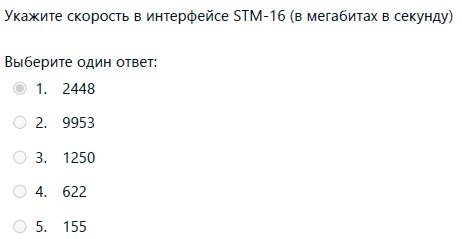 Укажите скорость в интерфейсе STM-16 (в мегабитах в секунду)
Выберите один ответ:
1. 2448
2. 9953
3. 1250
4. 622
5. 155